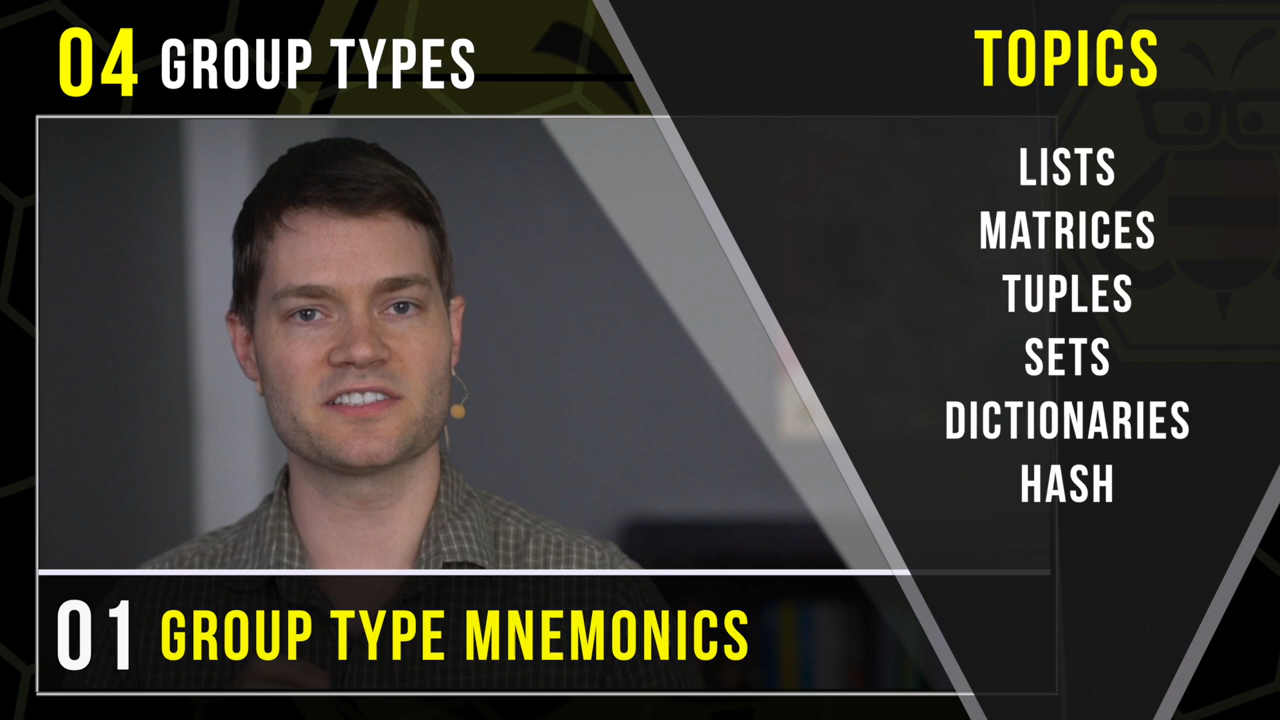 04 GROUP TYPES
TOPICS
LISTS
MATRICES
TUPLES
SETS
DICTIONARIES
HASH
01 GROUP TYPE MNEMONICS